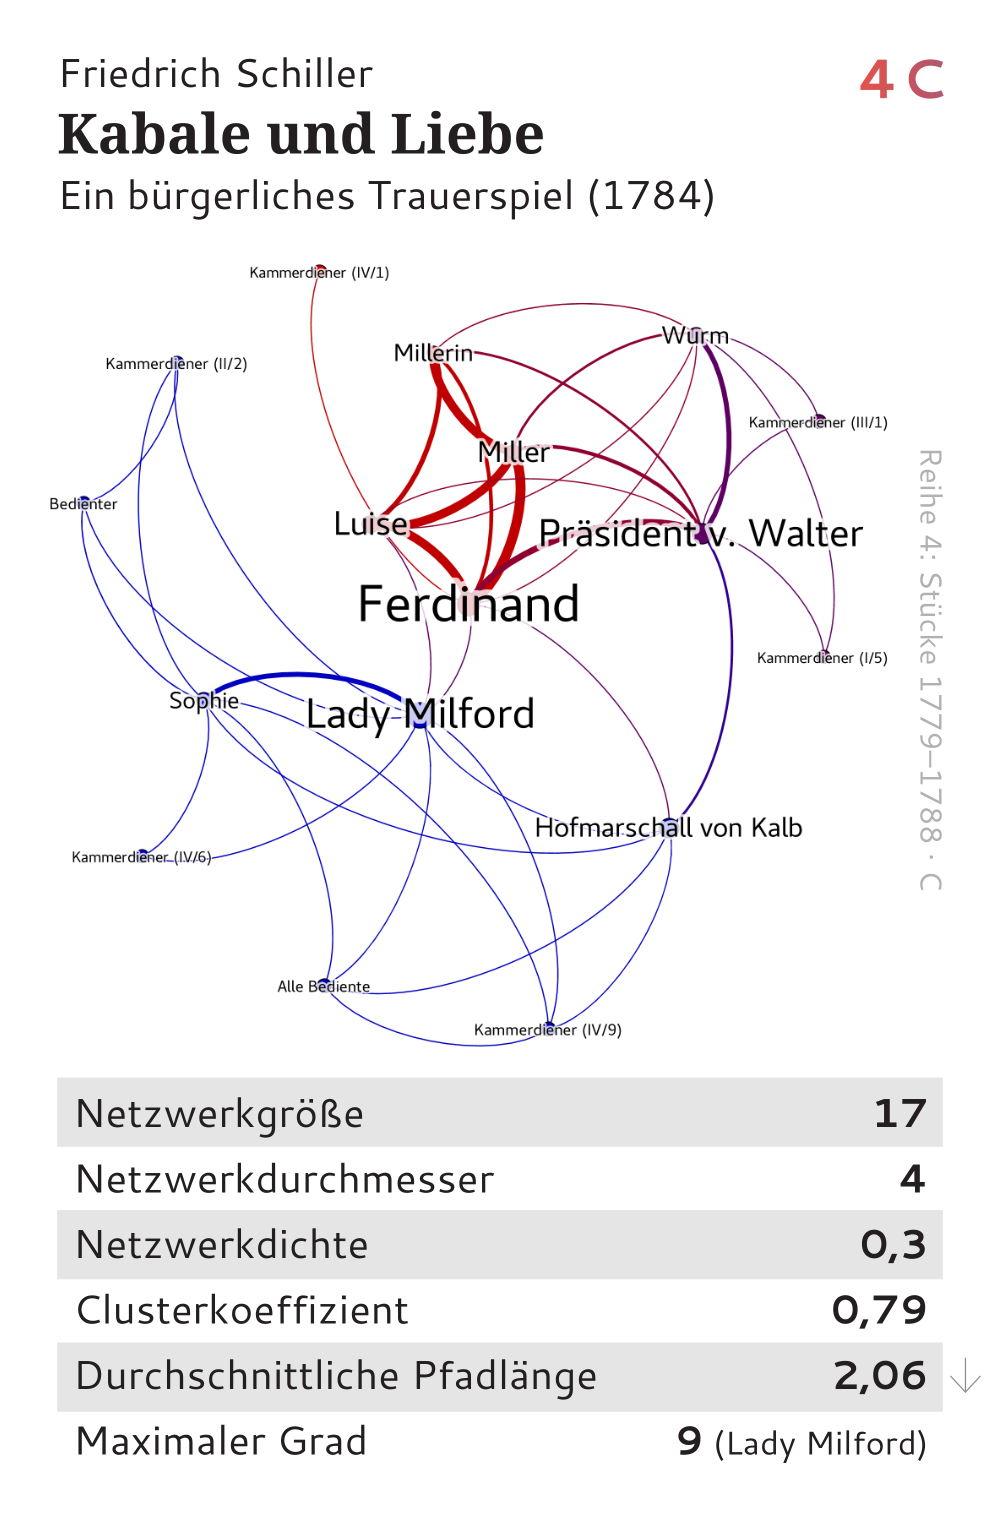 Friedrich Schiller
4 C
Kabale und Liebe
Ein bürgerliches Trauerspiel (1784)
Kammerdiener (IV/1)
Wurm
Millerin
Kammerdiener (II/2)
Kammerdiener (III/1)
Miller
Bedienter
Luise
Präsident v. Walter
Ferdinand
Kammerdiener (I/5)
Sophie
Lady Milford
Hofmarschall von Kalb
Kammerdiener (IV/6)
Alle Bediente
Kammerdiener (IV/9)
Reihe 4: Stücke 1779–1788 · C
Netzwerkgröße 17
Netzwerkdurchmesser 4
Netzwerkdichte 0,3
Clusterkoeffizient 0,79
Durchschnittliche Pfadlänge 2,06 ↓
Maximaler Grad 9 (Lady Milford)